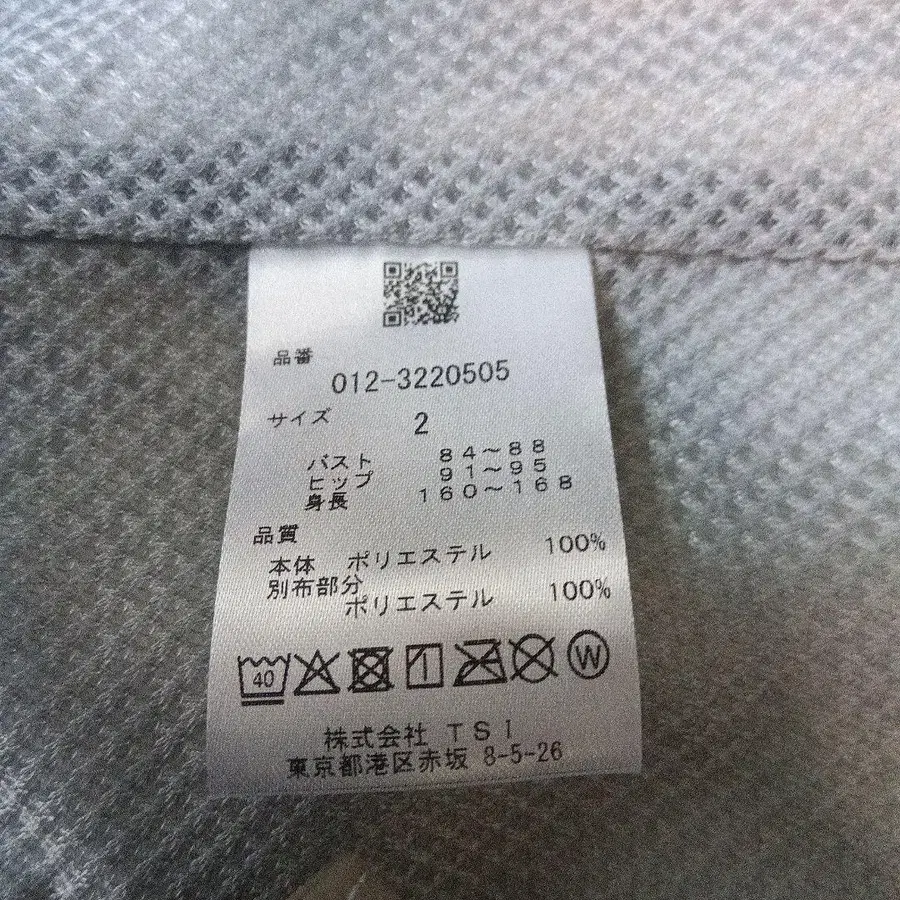 品番
012-3220505
サイズ 2
バスト 84～88
ヒップ 91～95
身長 160～168
品質
本体 ポリエステル 100%
別布部分
ポリエステル 100%
40
W
株式会社 TSI
東京都港区赤坂 8-5-26